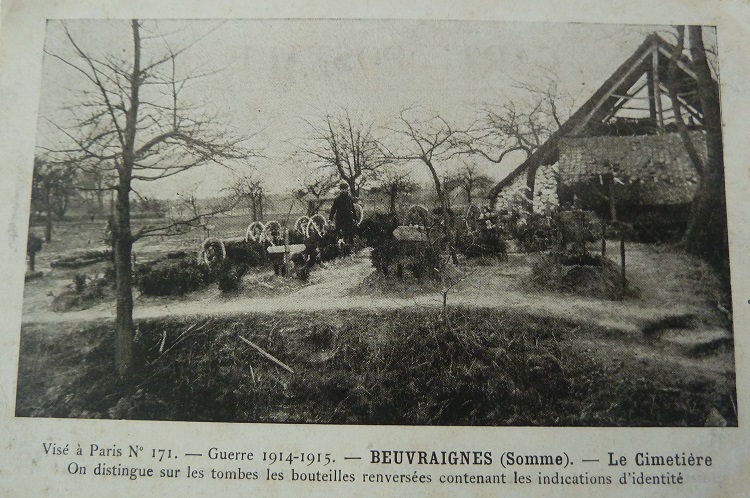 Visé à Paris Nº 171. — Guerre 1914-1915. — BEUVRAIGNES (Somme). — Le Cimetière
On distingue sur les tombes les bouteilles renversées contenant les indications d'identité